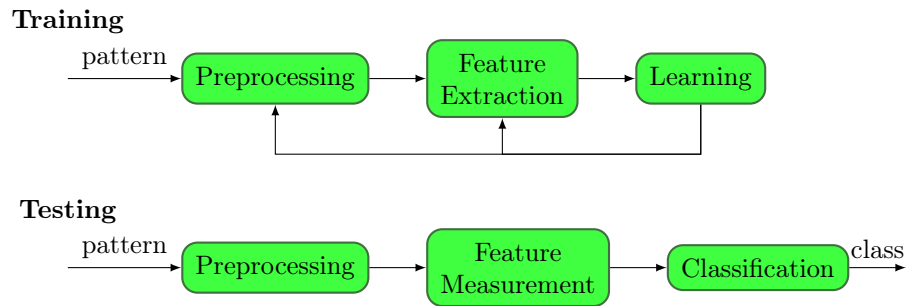 Training
pattern
Preprocessing
Feature
Extraction
Learning
Testing
pattern
Preprocessing
Feature
Measurement
Classification
class